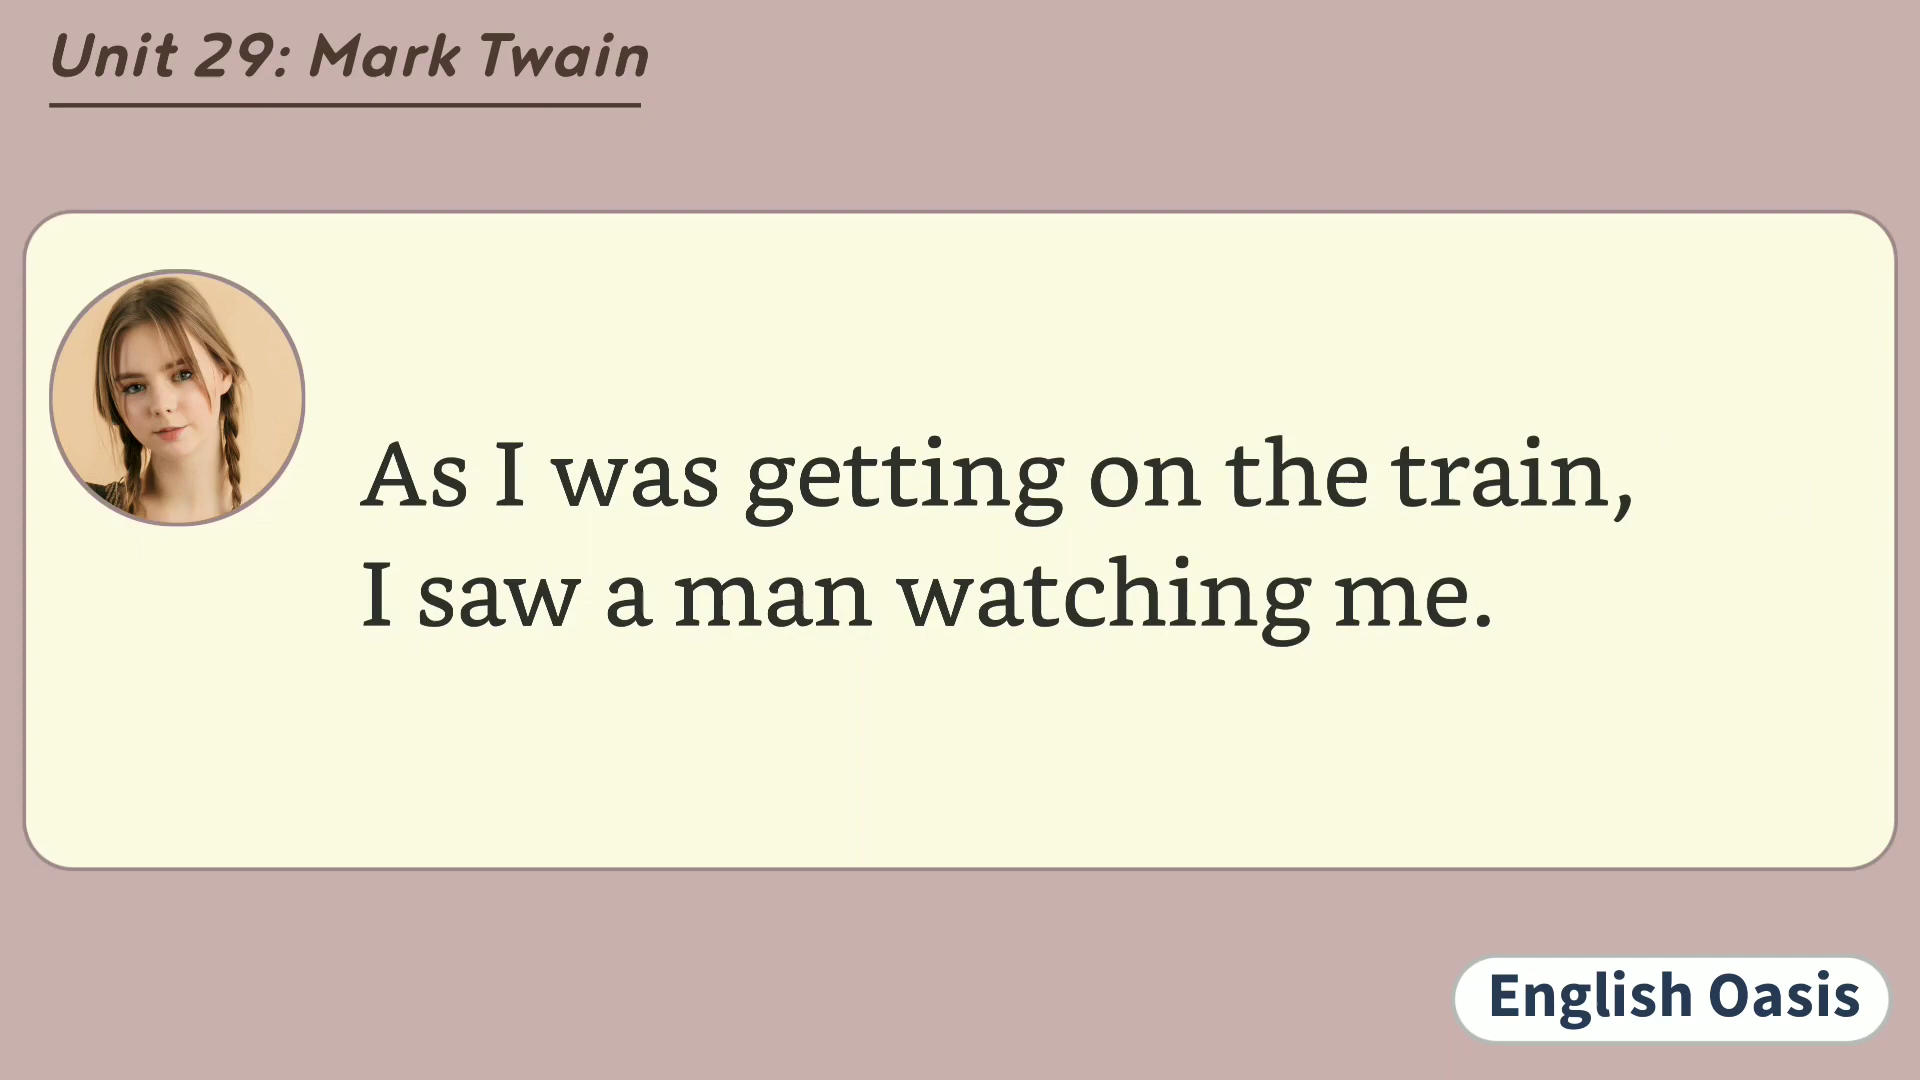 Unit 29: Mark Twain
As I was getting on the train,
I saw a man watching me.
English Oasis